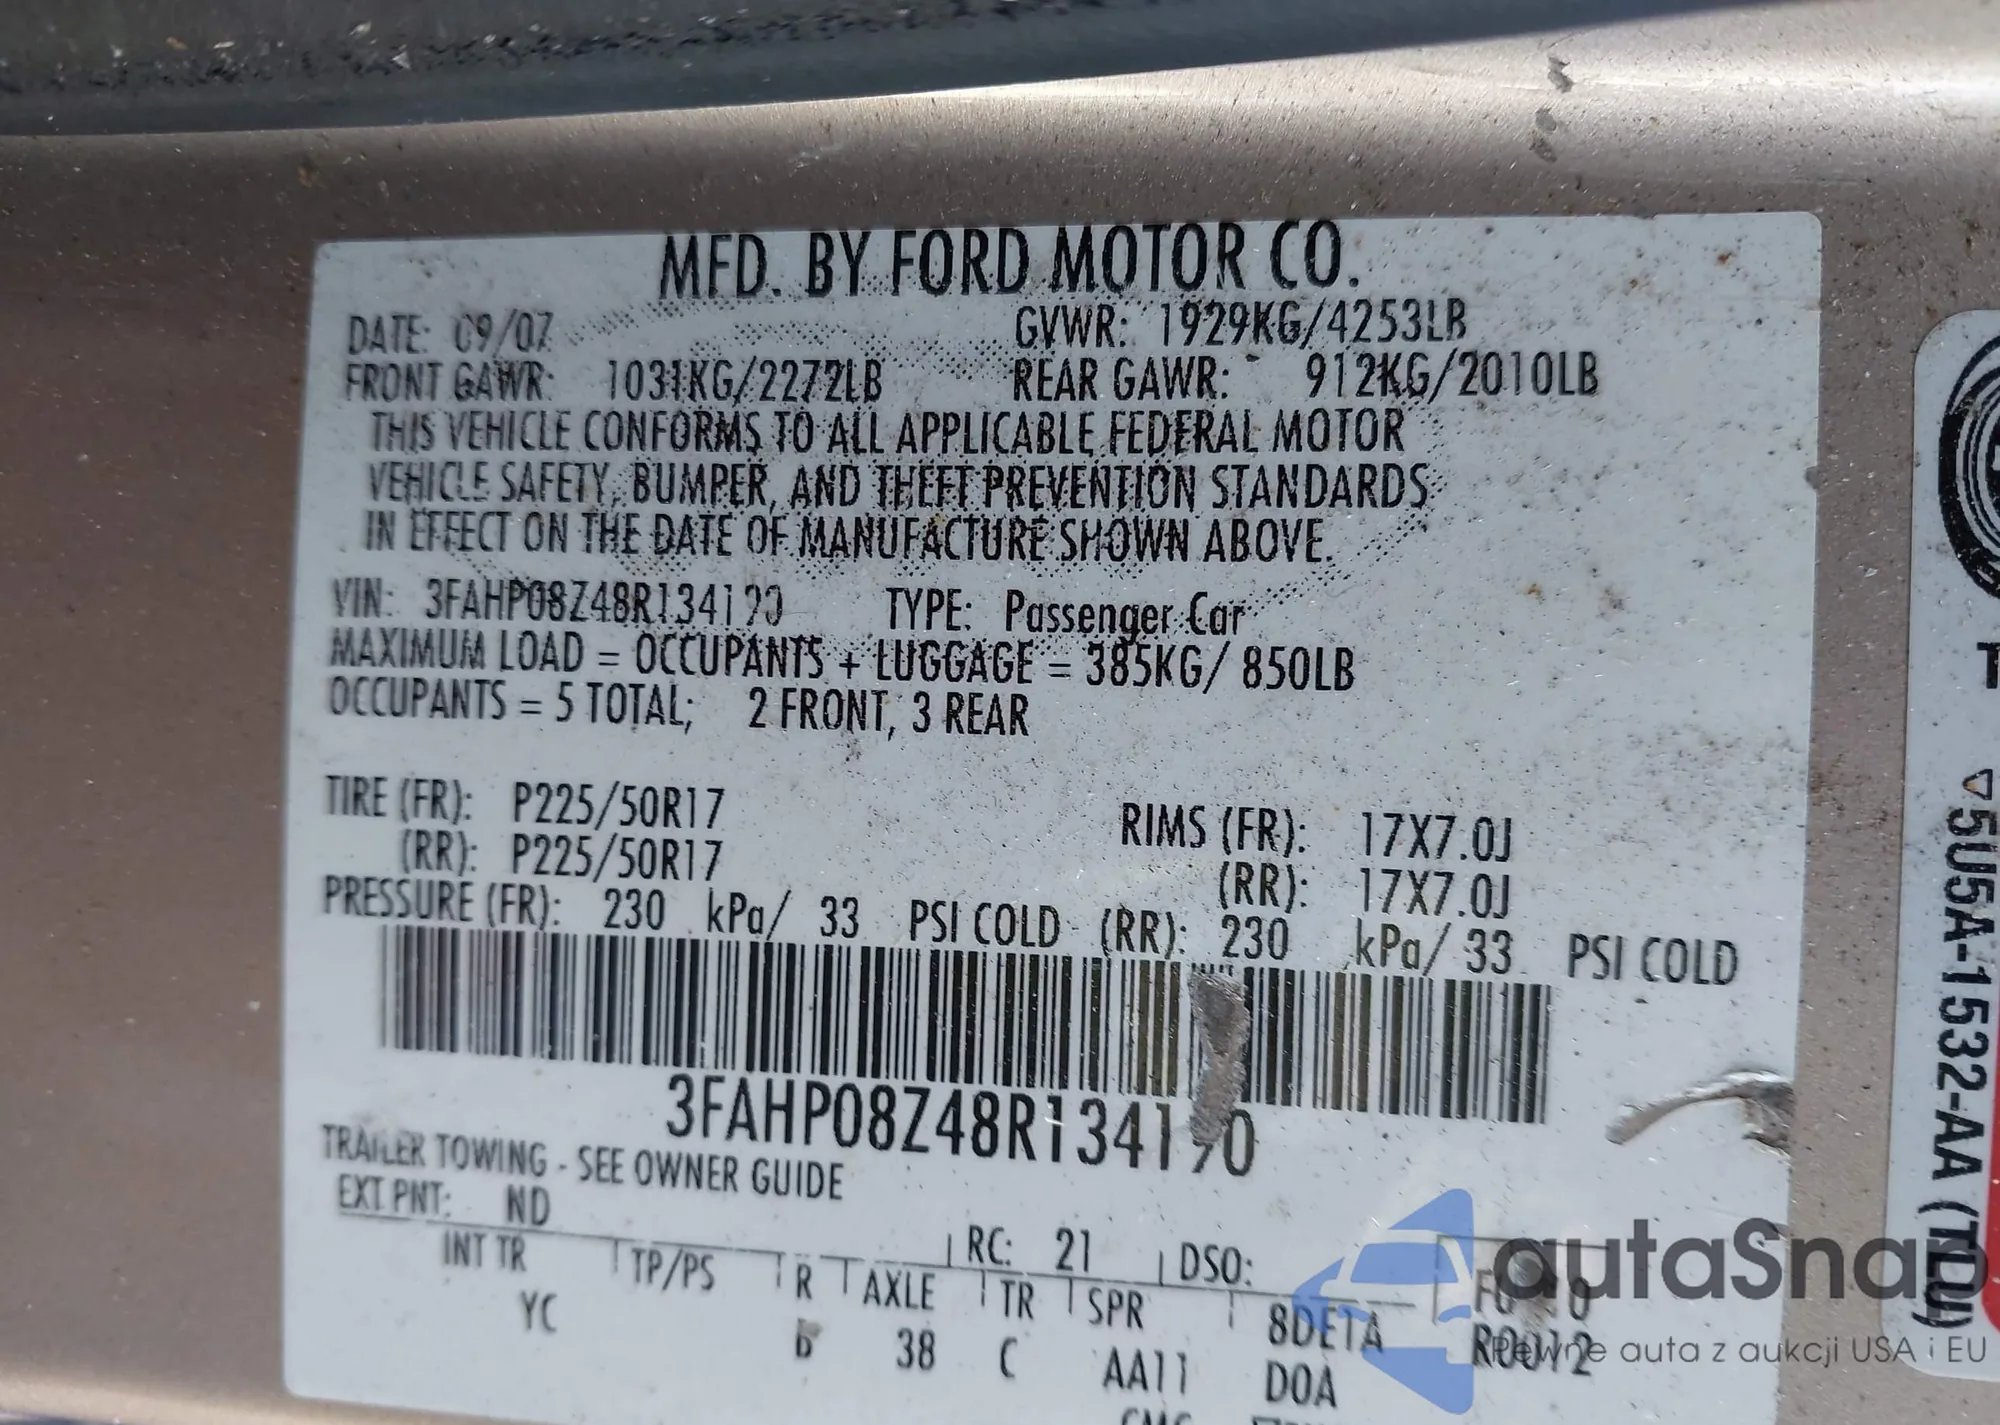 MFD. BY FORD MOTOR CO.
DATE: 09/07 GVWR: 1929KG/4253LB
FRONT GAWR: 1031KG/2272LB REAR GAWR: 912KG/2010LB
THIS VEHICLE CONFORMS TO ALL APPLICABLE FEDERAL MOTOR
VEHICLE SAFETY, BUMPER, AND THEFT PREVENTION STANDARDS
IN EFFECT ON THE DATE OF MANUFACTURE SHOWN ABOVE.
VIN: 3FAHP08Z48R134190 TYPE: Passenger Car
MAXIMUM LOAD = OCCUPANTS + LUGGAGE = 385KG/ 850LB
OCCUPANTS = 5 TOTAL; 2 FRONT, 3 REAR
TIRE (FR): P225/50R17 RIMS (FR): 17X7.0J
(RR): P225/50R17 (RR): 17X7.0J
PRESSURE (FR): 230 kPa/ 33 PSI COLD (RR): 230 kPa/ 33 PSI COLD
3FAHP08Z48R134190
TRAILER TOWING - SEE OWNER GUIDE
EXT PNT: ND RC: 21 DSO:
INT TR TP/PS R AXLE TR SPR 8DETA
YC 38 C AA11 DOA R0012
5U5A-1532-AA (TDU)
autaSnap
Pewne auta z aukcji USA i EU